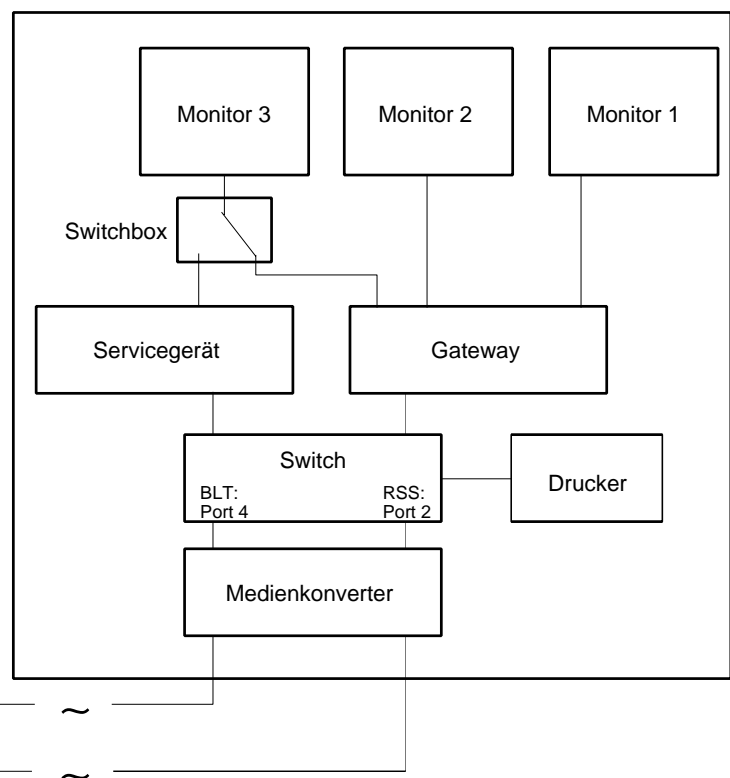 Monitor 3
Monitor 2
Monitor 1
Switchbox
Servicegerät
Gateway
Switch
BLT:
Port 4
RSS:
Port 2
Drucker
Medienkonverter
~
~